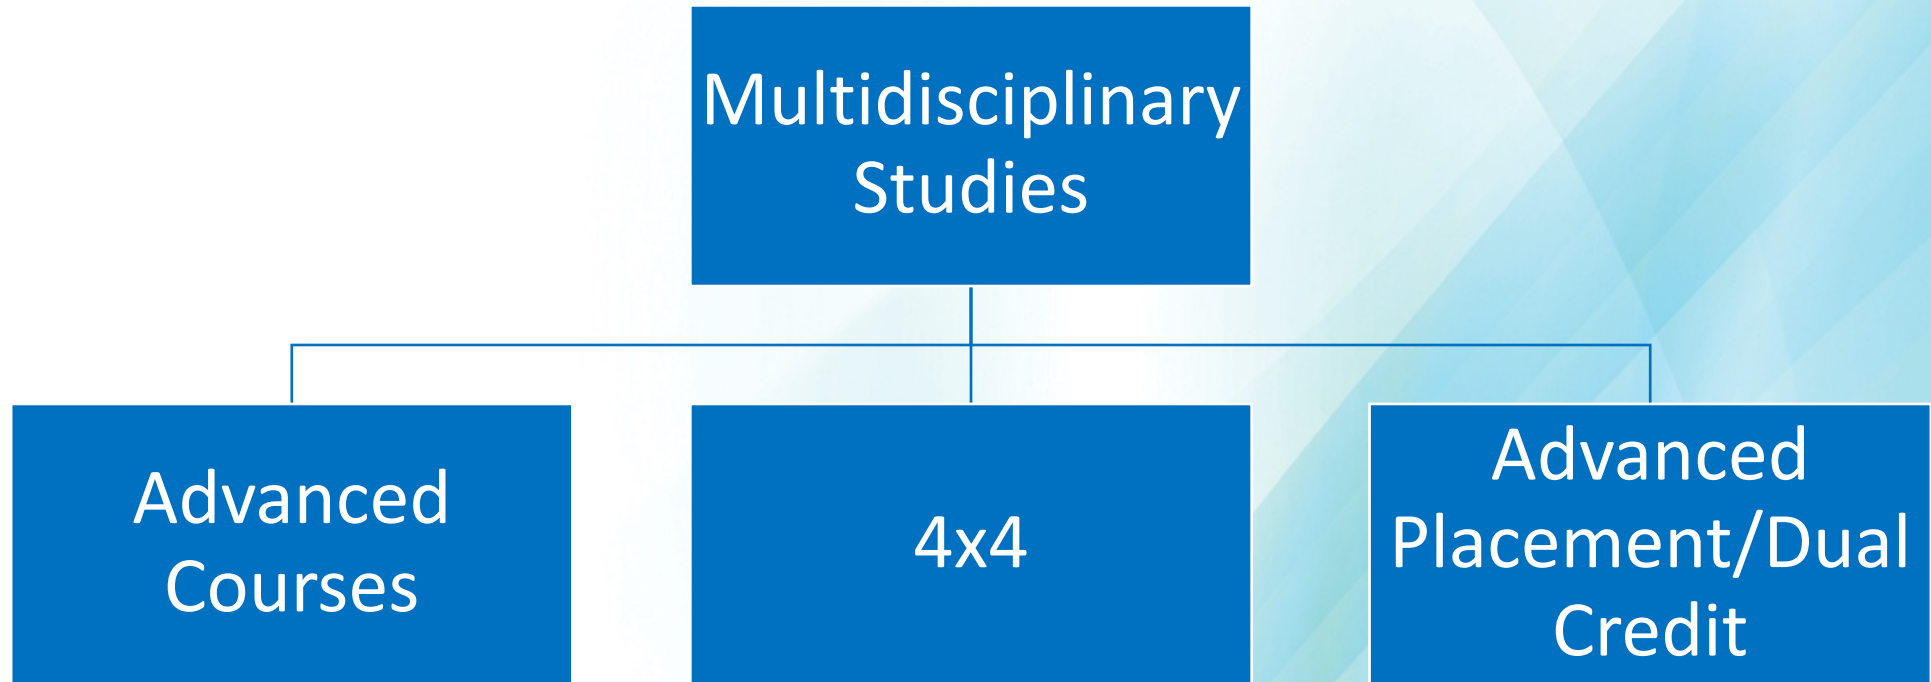 Multidisciplinary
Studies
Advanced
Courses
4x4
Advanced
Placement/Dual
Credit